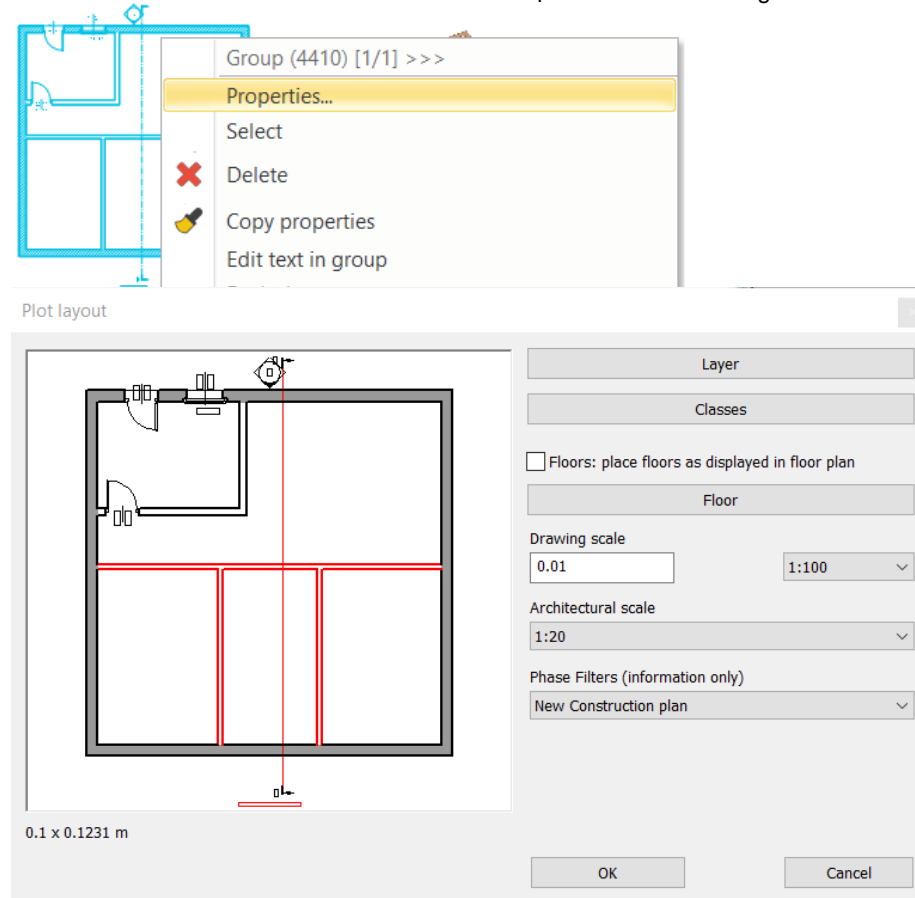 Group (4410) [1/1] >>>
Properties...
Select
Delete
Copy properties
Edit text in group
Plot layout
Layer
Classes
Floors: place floors as displayed in floor plan
Floor
Drawing scale
0.01 1:100
Architectural scale
1:20
Phase Filters (information only)
New Construction plan
0.1 x 0.1231 m
OK Cancel